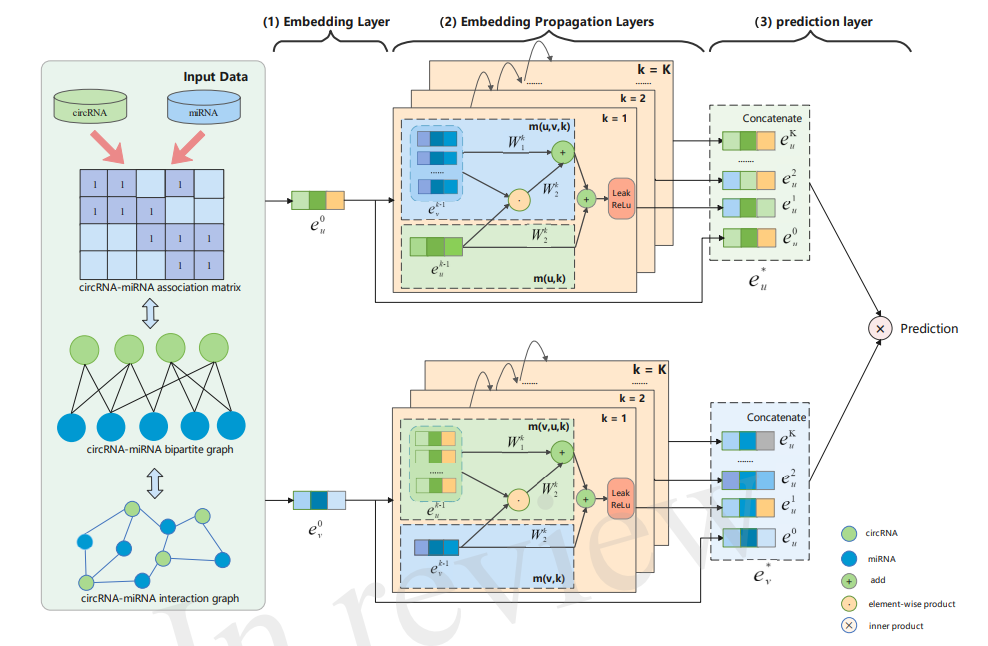 (1) Embedding Layer
(2) Embedding Propagation Layers
(3) prediction layer
Input Data
circRNA
miRNA
1 1 1
1 1 1
1 1 1
1 1
circRNA-miRNA association matrix
circRNA-miRNA bipartite graph
circRNA-miRNA interaction graph
e_u^0
k = K
.......
k = 2
k = 1
m(u,v,k)
W_1^k
+
......
W_2^k
·
e_v^{k-1}
+
Leak
ReLu
W_2^k
e_u^{k-1}
m(u,k)
Concatenate
e_u^K
......
e_u^2
e_u^1
e_u^0
e_u^*
× Prediction
e_v^0
k = K
.......
k = 2
k = 1
m(v,u,k)
W_1^k
+
......
W_2^k
·
e_u^{k-1}
+
Leak
ReLu
W_2^k
e_v^{k-1}
m(v,k)
Concatenate
e_u^K
......
e_u^2
e_u^1
e_u^0
e_v^*
circRNA
miRNA
+ add
· element-wise product
× inner product
In review